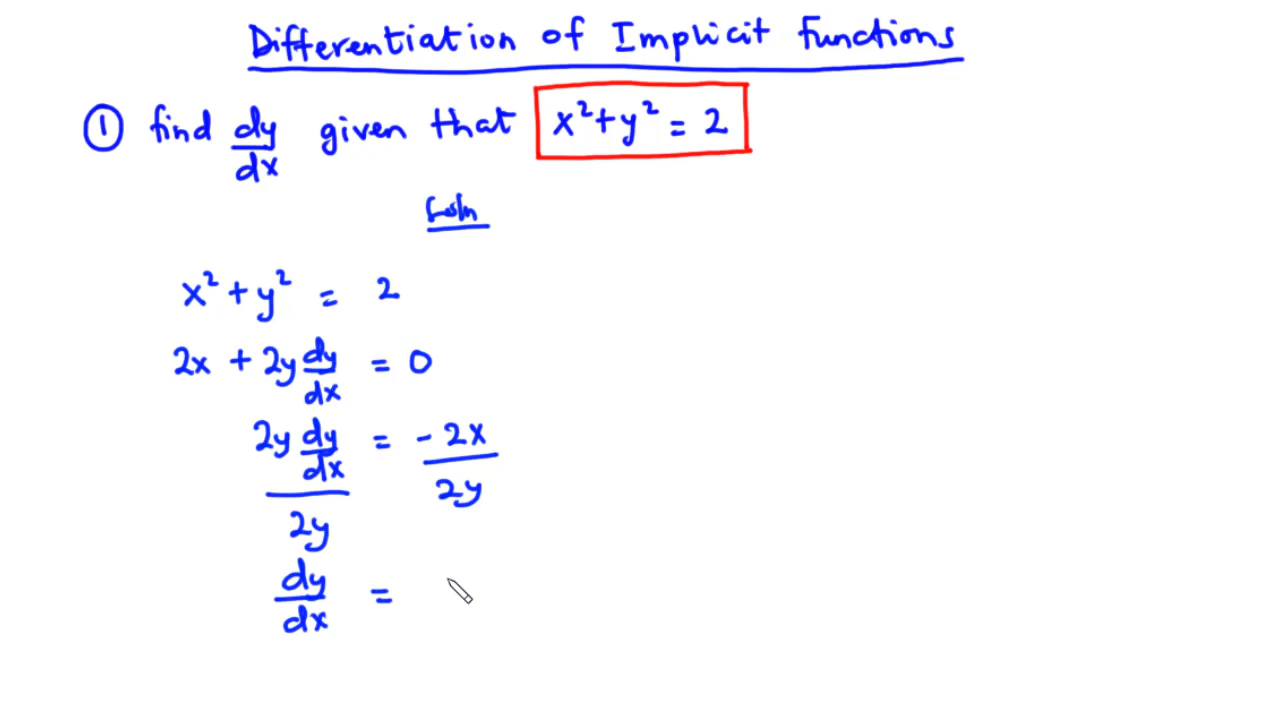 Differentiation of Implicit Functions
① find dy/dx given that x² + y² = 2
Soln
x² + y² = 2
2x + 2y dy/dx = 0
2y dy/dx / 2y = -2x / 2y
dy/dx =